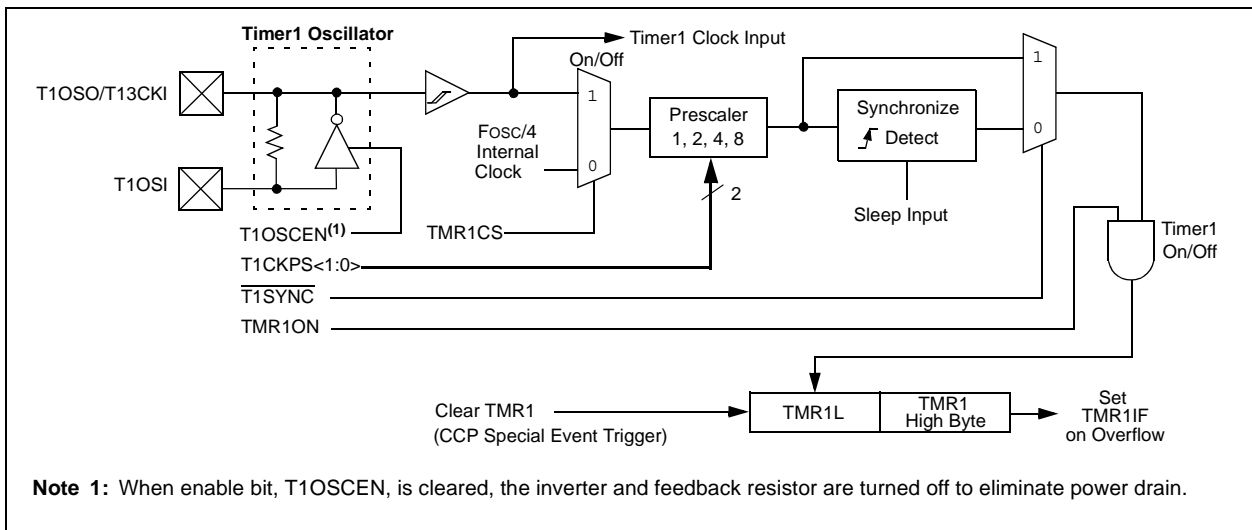 Timer1 Oscillator
Timer1 Clock Input
On/Off
1
T1OSO/T13CKI
1
Prescaler
1, 2, 4, 8
Synchronize
Detect
FOSC/4
Internal
Clock
0
0
T1OSI
2
Sleep Input
T1OSCEN(1)
TMR1CS
Timer1
On/Off
T1CKPS<1:0>
T1SYNC
TMR1ON
Clear TMR1
(CCP Special Event Trigger)
TMR1L
TMR1
High Byte
Set
TMR1IF
on Overflow
Note 1: When enable bit, T1OSCEN, is cleared, the inverter and feedback resistor are turned off to eliminate power drain.